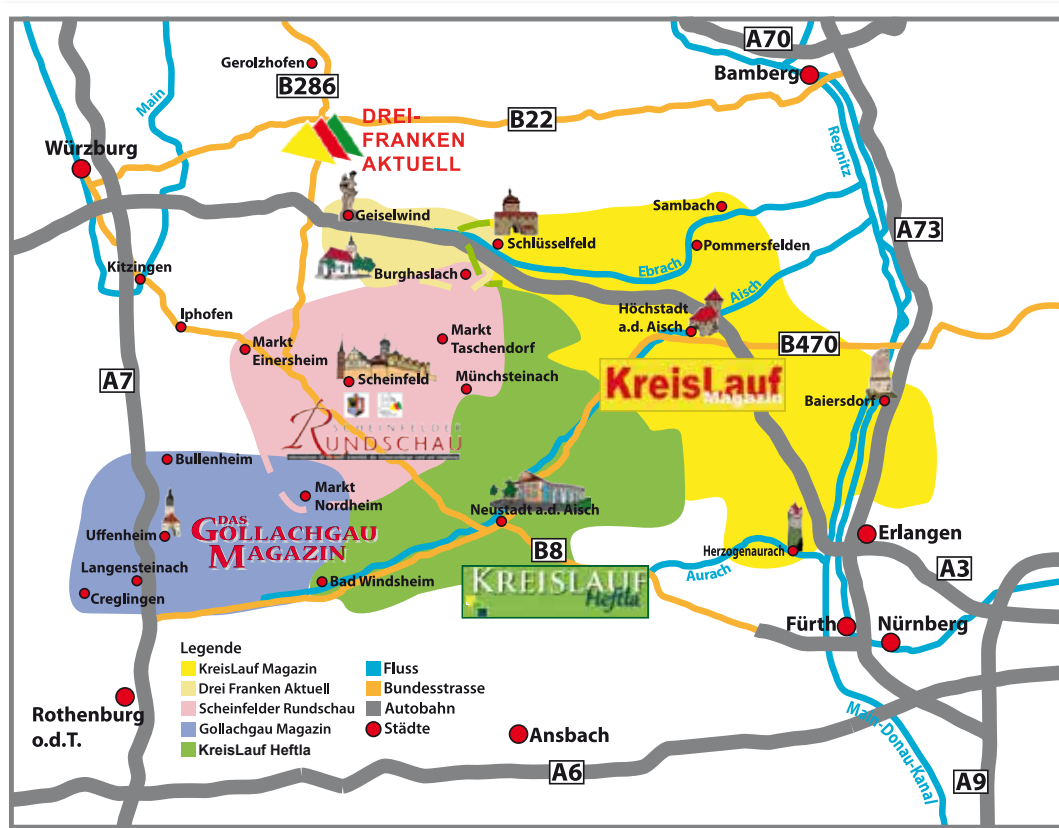 A70
Bamberg
Gerolzhofen
B286
Main
B22
DREI-
FRANKEN
AKTUELL
Regnitz
Würzburg
Geiselwind
Sambach
Schlüsselfeld
Pommersfelden
A73
Kitzingen
Burghaslach
Ebrach
Aisch
Iphofen
Höchstadt
a.d. Aisch
Markt
Einersheim
Markt
Taschendorf
B470
A7
Scheinfeld
Münchsteinach
KreisLauf
Magazin
Baiersdorf
SCHEINFELDER
RUNDSCHAU
Bullenheim
Markt
Nordheim
Neustadt a.d. Aisch
DAS
GOLLACHGAU
MAGAZIN
Uffenheim
Erlangen
B8
Herzogenaurach
Langensteinach
Bad Windsheim
KREISLAUF
Heftla
Aurach
A3
Creglingen
Fürth
Nürnberg
Legende
KreisLauf Magazin
Drei Franken Aktuell
Scheinfelder Rundschau
Gollachgau Magazin
KreisLauf Heftla
Fluss
Bundesstrasse
Autobahn
Städte
Rothenburg
o.d.T.
Ansbach
Main-Donau-Kanal
A6
A9